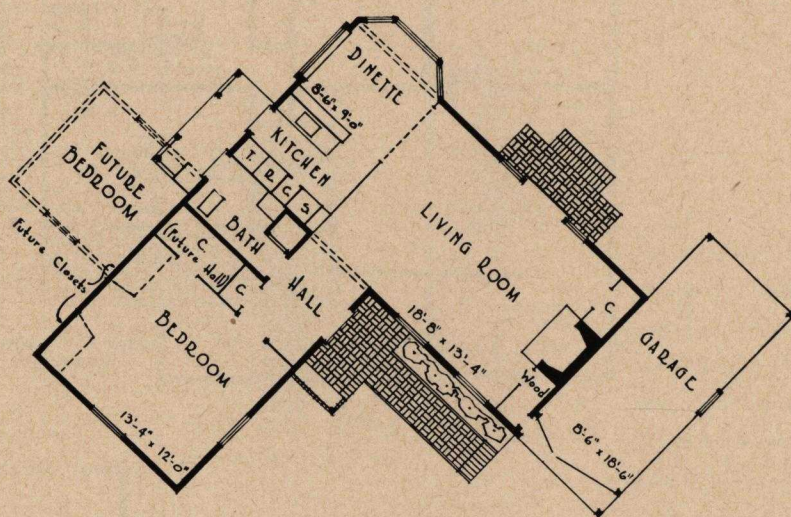 DINETTE
8'-6" x 9'-0"
KITCHEN
T.
R.
C.
S.
FUTURE
BEDROOM
BATH
C.
(Future Hall)
C.
Future Closets
HALL
BEDROOM
13'-4" x 12'-0"
LIVING ROOM
18'-8" x 13'-4"
C.
Wood
GARAGE
8'-6" x 18'-6"